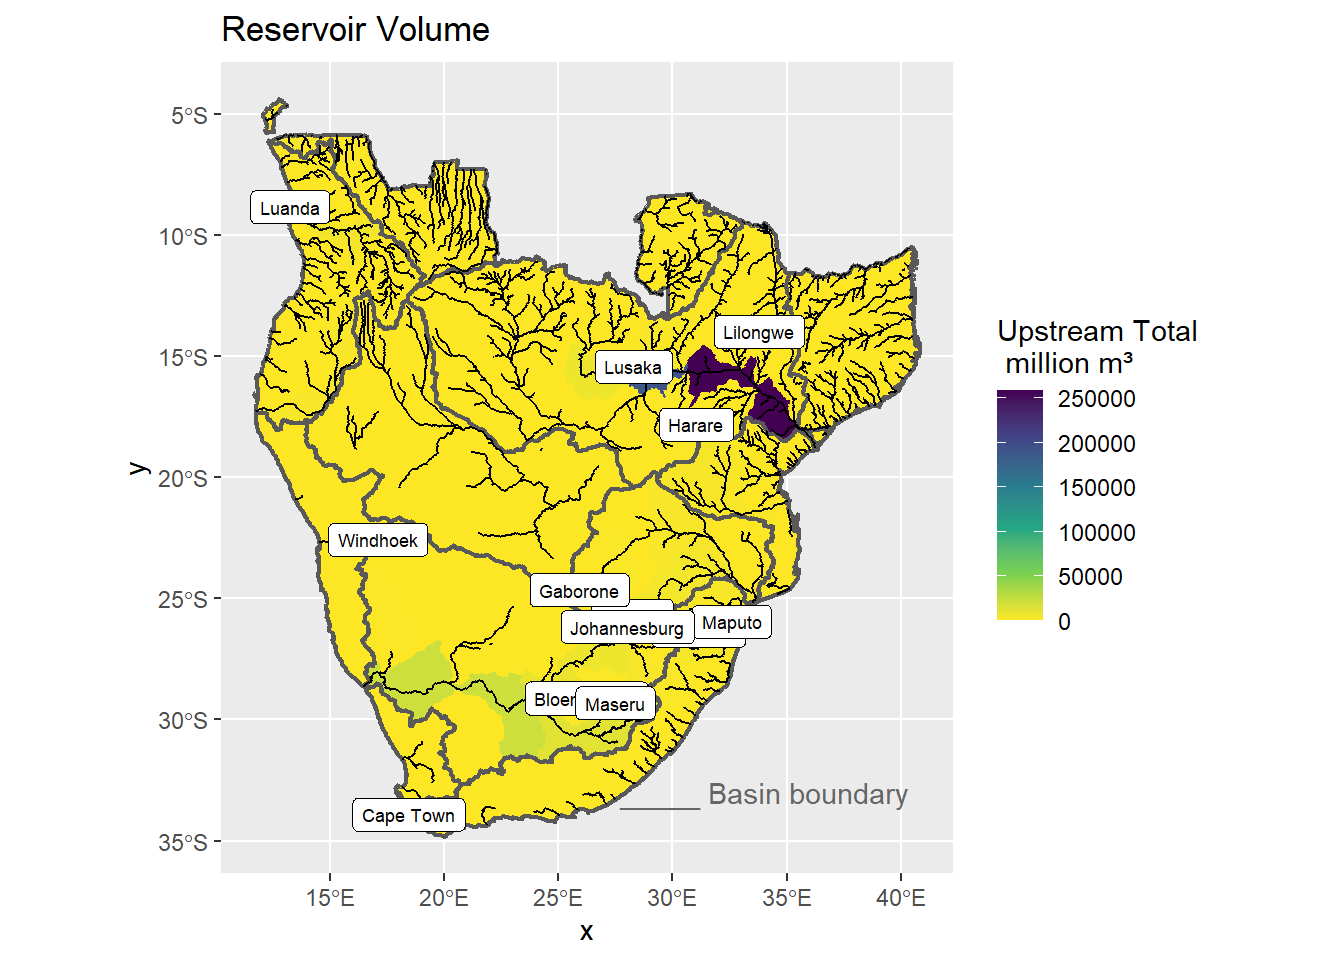 Reservoir Volume
5°S
10°S
15°S
20°S
25°S
30°S
35°S
y
Luanda
Lilongwe
Lusaka
Harare
Windhoek
Gaborone
Johannesburg
Maputo
Bloer
Maseru
Cape Town
Basin boundary
15°E
20°E
25°E
30°E
35°E
40°E
x
Upstream Total
million m³
250000
200000
150000
100000
50000
0